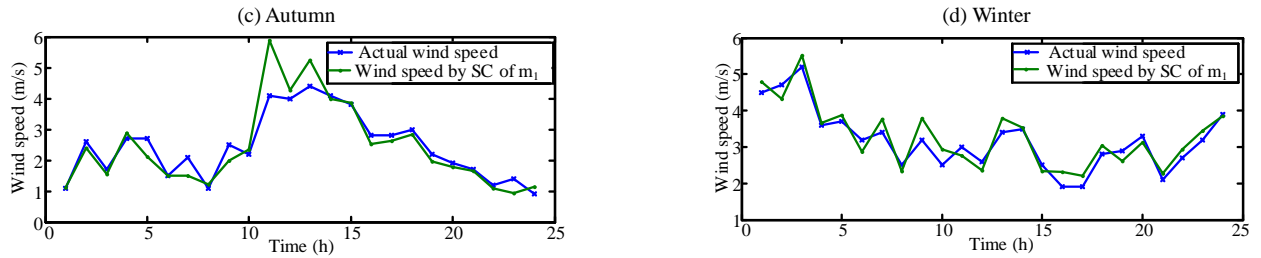 (c) Autumn
6
5
4
3
2
1
0
Wind speed (m/s)
Actual wind speed
Wind speed by SC of m1
0 5 10 15 20 25
Time (h)
(d) Winter
6
5
4
3
2
1
Wind speed (m/s)
Actual wind speed
Wind speed by SC of m1
0 5 10 15 20 25
Time (h)